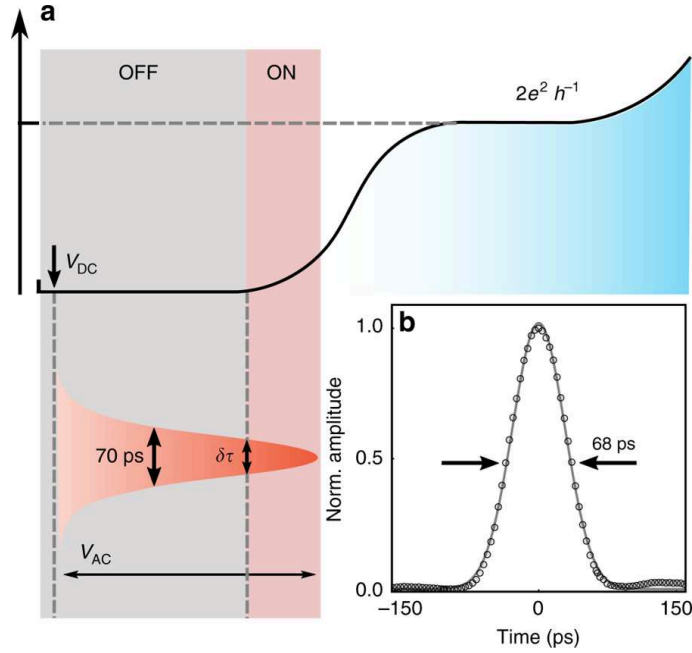 a
OFF ON
2e² h⁻¹
V_DC
70 ps
δτ
V_AC
b
1.0
0.5
0.0
Norm. amplitude
68 ps
−150 0 150
Time (ps)